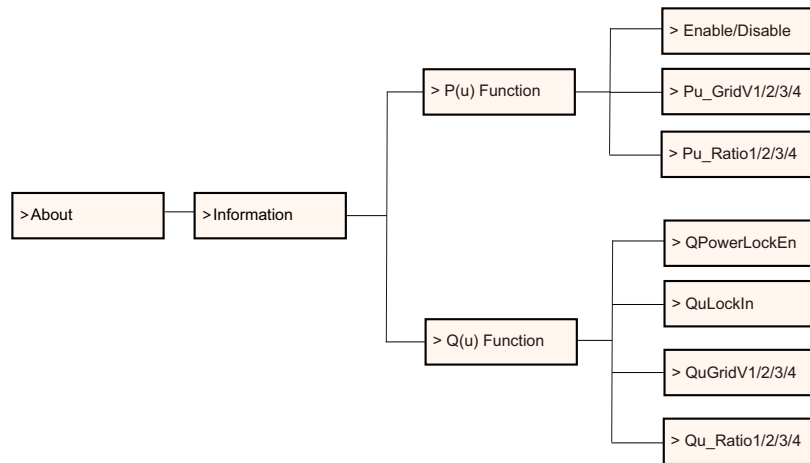 > Enable/Disable
> P(u) Function
> Pu_GridV1/2/3/4
> Pu_Ratio1/2/3/4
>About
>Information
> QPowerLockEn
> QuLockIn
> Q(u) Function
> QuGridV1/2/3/4
> Qu_Ratio1/2/3/4